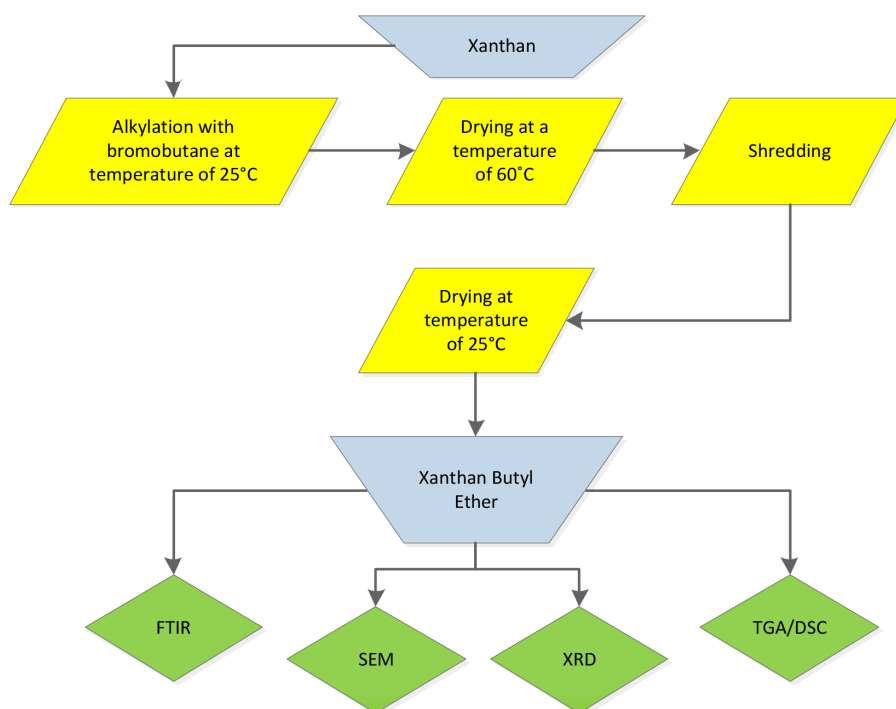 Xanthan
Alkylation with
bromobutane at
temperature of 25°C
Drying at a
temperature
of 60˚C
Shredding
Drying at
temperature
of 25°C
Xanthan Butyl
Ether
FTIR
SEM
XRD
TGA/DSC